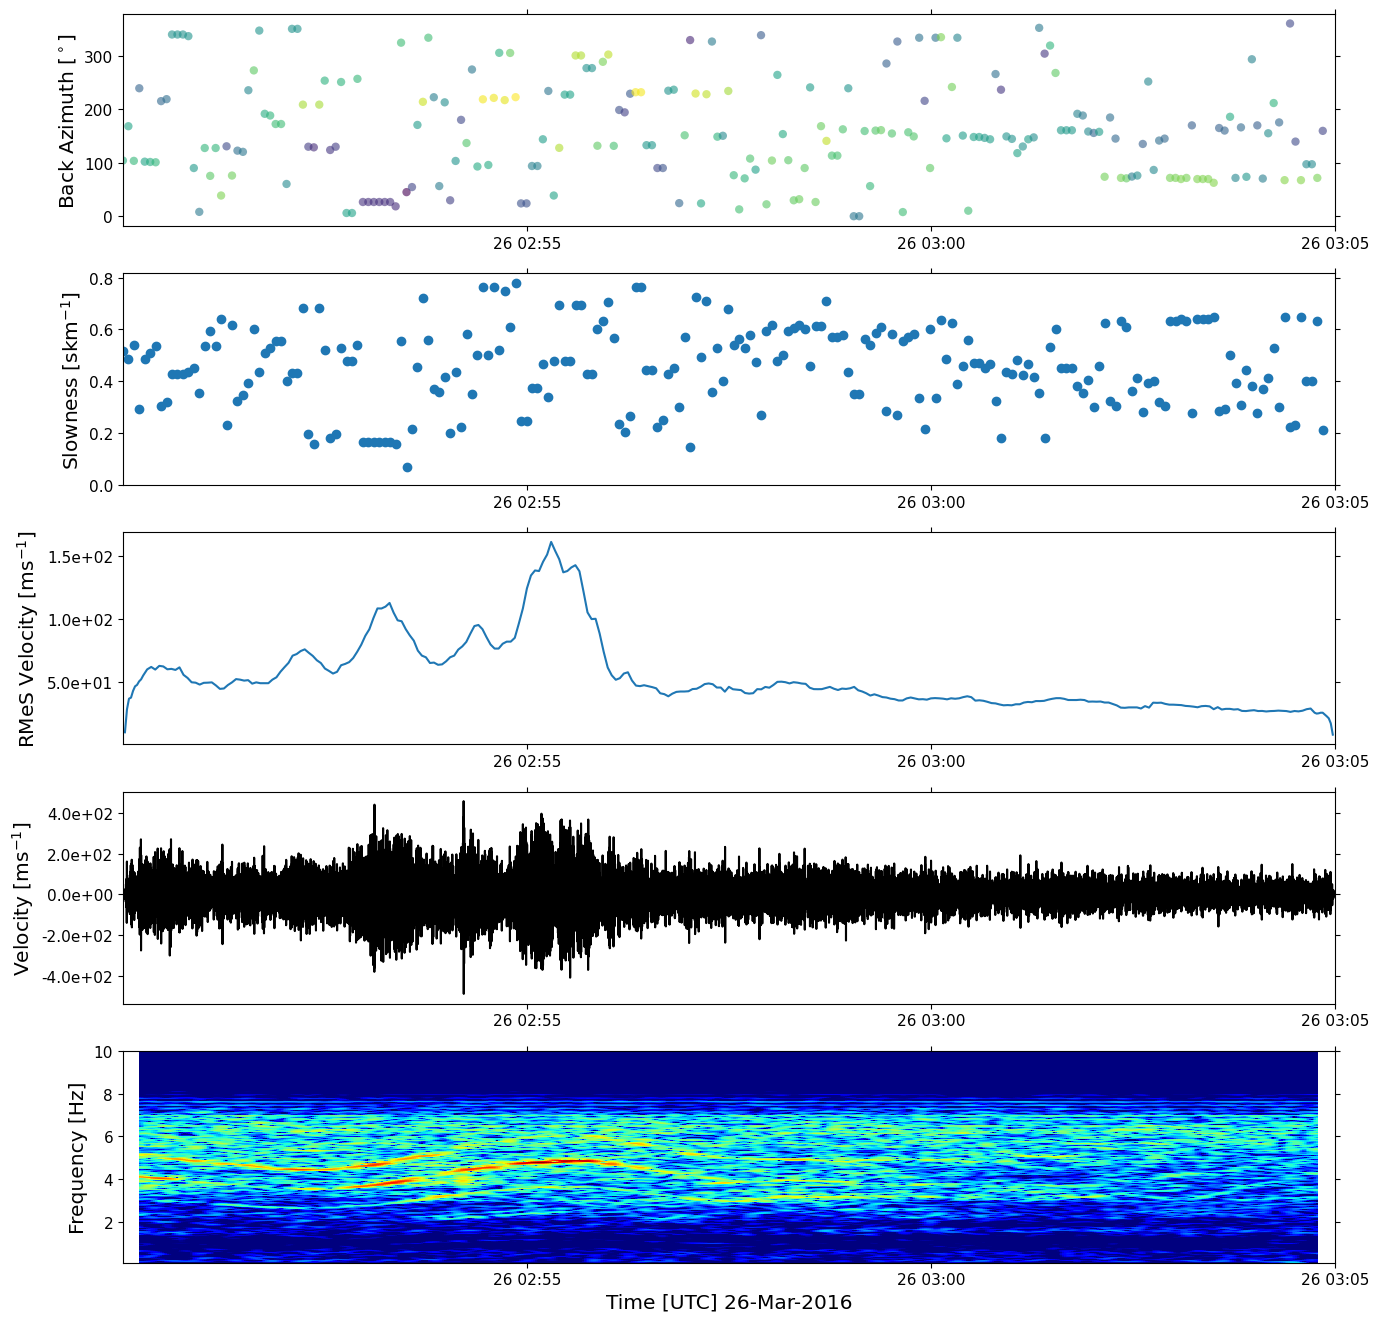 Back Azimuth [°]
300
200
100
0
26 02:55
26 03:00
26 03:05
Slowness [skm⁻¹]
0.8
0.6
0.4
0.2
0.0
26 02:55
26 03:00
26 03:05
RMeS Velocity [ms⁻¹]
1.5e+02
1.0e+02
5.0e+01
26 02:55
26 03:00
26 03:05
Velocity [ms⁻¹]
4.0e+02
2.0e+02
0.0e+00
-2.0e+02
-4.0e+02
26 02:55
26 03:00
26 03:05
Frequency [Hz]
10
8
6
4
2
26 02:55
26 03:00
26 03:05
Time [UTC] 26-Mar-2016